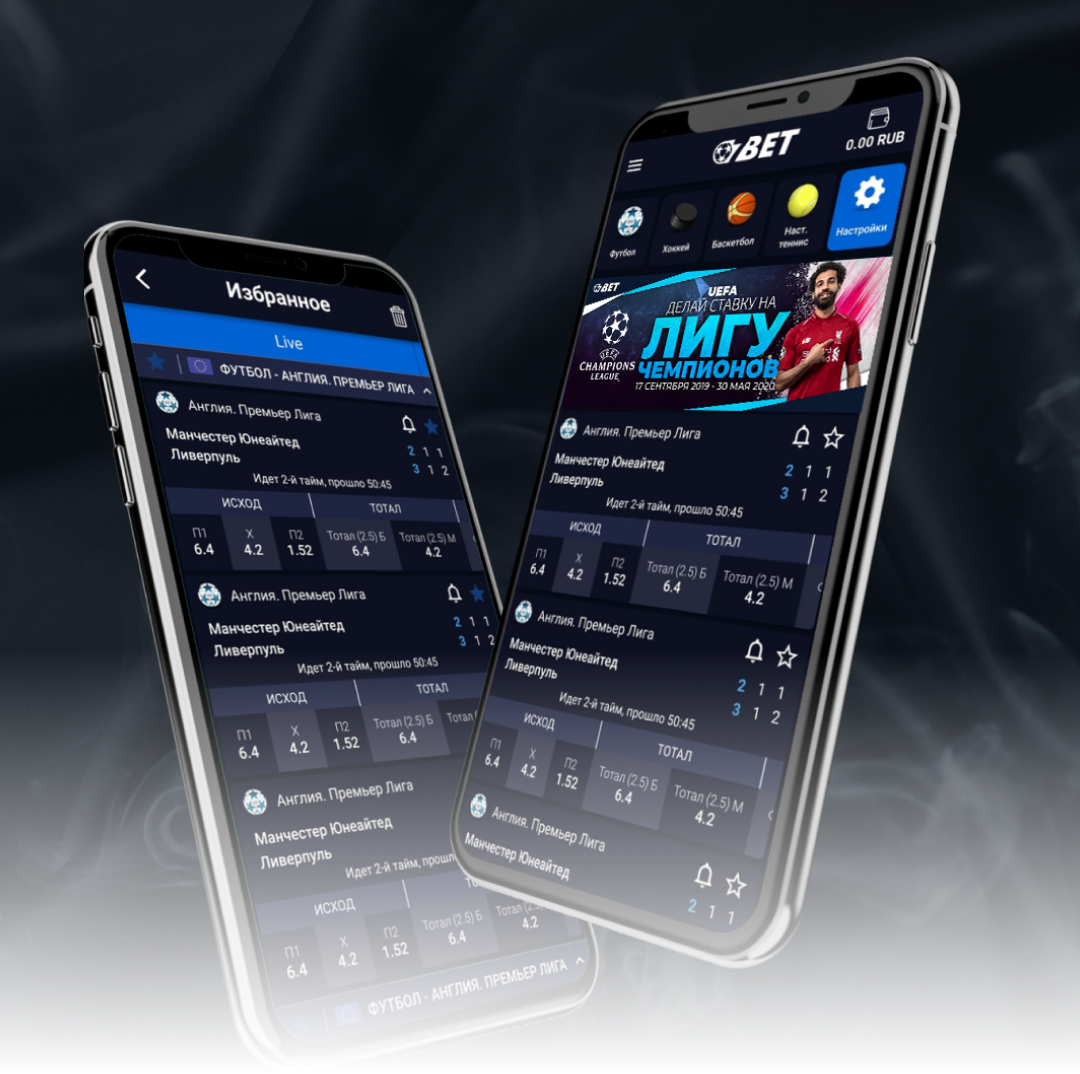 Избранное
Live
ФУТБОЛ - АНГЛИЯ. ПРЕМЬЕР ЛИГА
Англия. Премьер Лига
Манчестер Юнеайтед
2 1 1
Ливерпуль
3 1 2
Идет 2-й тайм, прошло 50:45
ИСХОД ТОТАЛ
П1 X П2 Тотал (2.5) Б Тотал (2.5) М
6.4 4.2 1.52 6.4 4.2
Англия. Премьер Лига
Манчестер Юнеайтед
2 1 1
Ливерпуль
3 1 2
Идет 2-й тайм, прошло 50:45
ИСХОД ТОТАЛ
П1 X П2 Тотал (2.5) Б Тотал
6.4 4.2 1.52 6.4
Англия. Премьер Лига
Манчестер Юнеайтед
Ливерпуль
Идет 2-й тайм, прошл
ИСХОД
П1 X П2 Тотал (2.5) Б Тотал (2.5)
6.4 4.2 1.52 6.4 4.2
ФУТБОЛ - АНГЛИЯ. ПРЕМЬЕР ЛИГА
BET
0.00 RUB
Футбол Хоккей Баскетбол Наст. теннис Настройки
BET
UEFA
ДЕЛАЙ СТАВКУ НА
ЛИГУ
ЧЕМПИОНОВ
17 СЕНТЯБРЯ 2019 - 30 МАЯ 2020
UEFA
CHAMPIONS
LEAGUE
Англия. Премьер Лига
Манчестер Юнеайтед
2 1 1
Ливерпуль
3 1 2
Идет 2-й тайм, прошло 50:45
ИСХОД ТОТАЛ
П1 X П2 Тотал (2.5) Б Тотал (2.5) М
6.4 4.2 1.52 6.4 4.2
Англия. Премьер Лига
Манчестер Юнеайтед
2 1 1
Ливерпуль
3 1 2
Идет 2-й тайм, прошло 50:45
ИСХОД ТОТАЛ
П1 X П2 Тотал (2.5) Б Тотал (2.5) М
6.4 4.2 1.52 6.4 4.2
Англия. Премьер Лига
Манчестер Юнеайтед
2 1 1